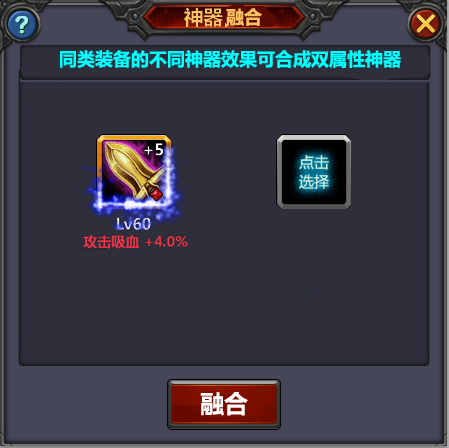 ?
神器融合
同类装备的不同神器效果可合成双属性神器
+5
点击
选择
Lv60
攻击吸血 +4.0%
融合